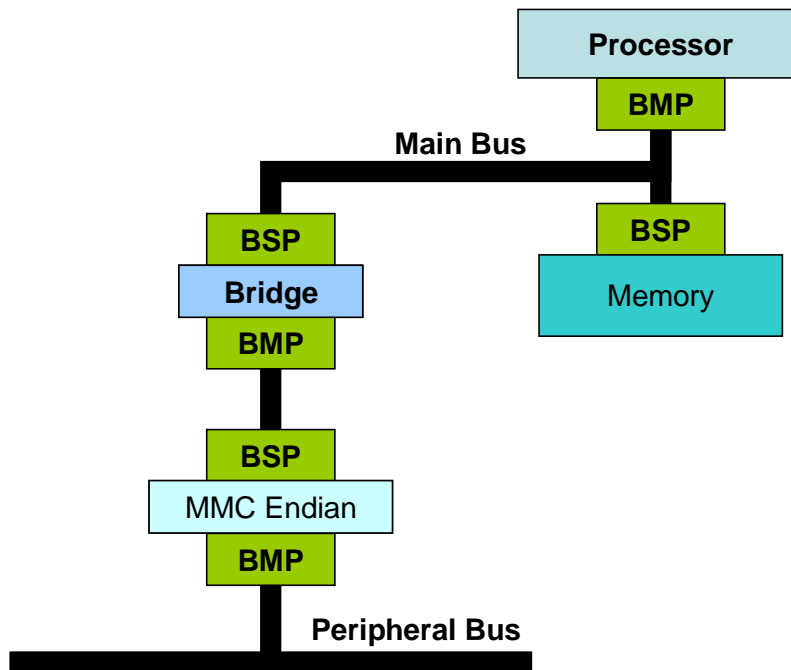 Processor
BMP
Main Bus
BSP
BSP
Bridge
Memory
BMP
BSP
MMC Endian
BMP
Peripheral Bus